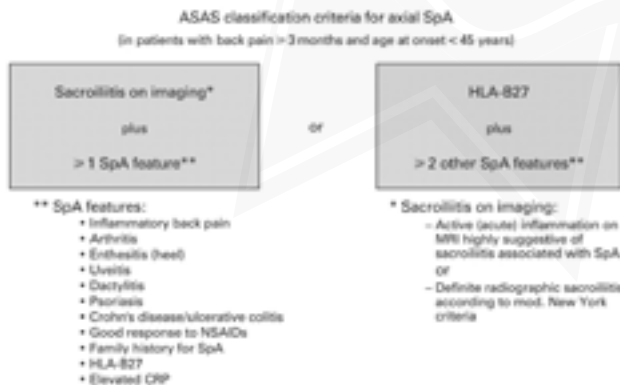 ASAS classification criteria for axial SpA
(in patients with back pain ≥3 months and age at onset <45 years)
Sacroiliitis on imaging*
plus
≥1 SpA feature**
or
HLA-B27
plus
≥2 other SpA features**
** SpA features:
• Inflammatory back pain
• Arthritis
• Enthesitis (heel)
• Uveitis
• Dactylitis
• Psoriasis
• Crohn's disease/ulcerative colitis
• Good response to NSAIDs
• Family history for SpA
• HLA-B27
• Elevated CRP
* Sacroiliitis on imaging:
– Active (acute) inflammation on
MRI highly suggestive of
sacroiliitis associated with SpA
or
– Definite radiographic sacroiliitis
according to mod. New York
criteria